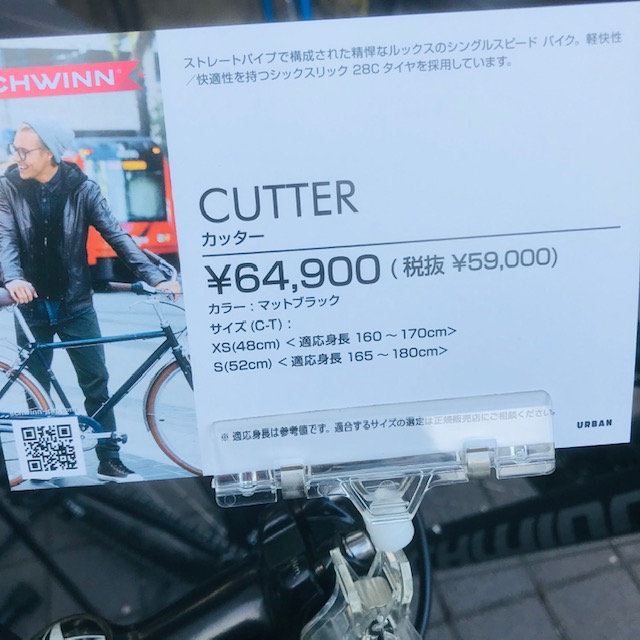 CHWINN
ストレートパイプで構成された精悍なルックスのシングルスピード バイク。軽快性
／快適性を持つシックスリック 28C タイヤを採用しています。
CUTTER
カッター
¥64,900 ( 税抜 ¥59,000)
カラー : マットブラック
サイズ (C-T) :
XS(48cm) < 適応身長 160 ～ 170cm>
S(52cm) < 適応身長 165 ～ 180cm>
※ 適応身長は参考値です。適合するサイズの選定は正規販売店にご相談ください
URBAN